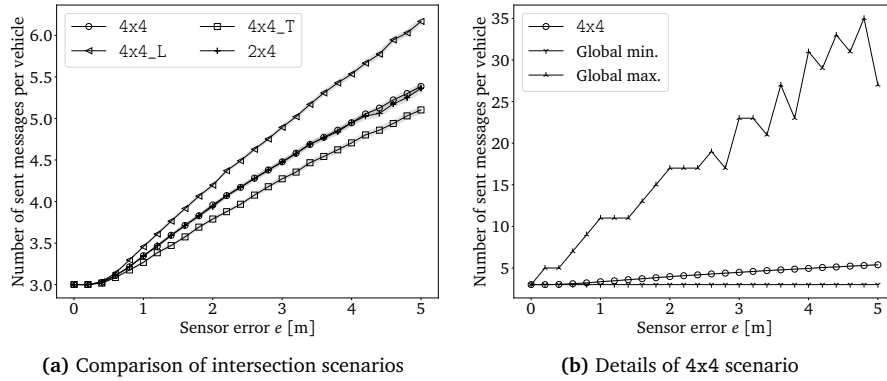 Number of sent messages per vehicle
6.0
5.5
5.0
4.5
4.0
3.5
3.0
4x4
4x4_L
4x4_T
2x4
0 1 2 3 4 5
Sensor error e [m]
(a) Comparison of intersection scenarios
Number of sent messages per vehicle
35
30
25
20
15
10
5
4x4
Global min.
Global max.
0 1 2 3 4 5
Sensor error e [m]
(b) Details of 4x4 scenario